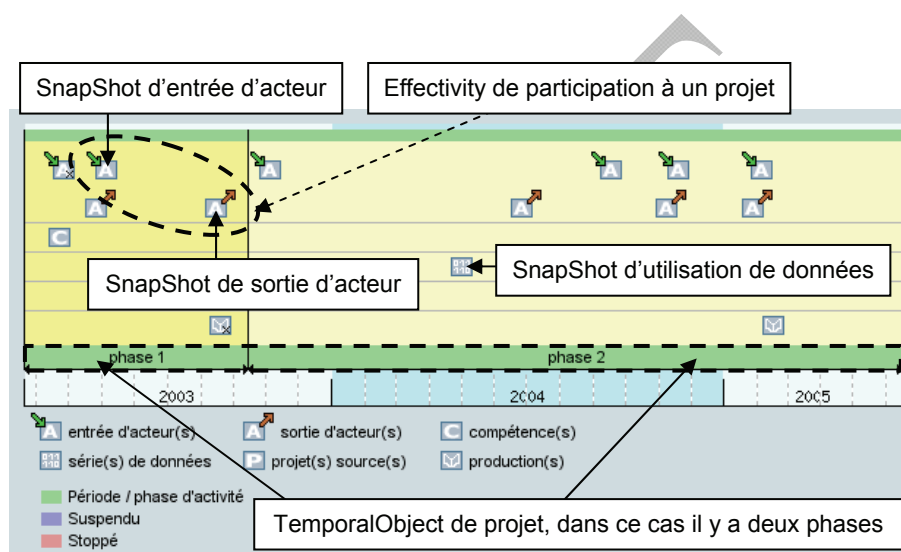 SnapShot d'entrée d'acteur
Effectivity de participation à un projet
A
A
A
A
A
A
A
A
A
A
A
C
SnapShot de sortie d'acteur
SnapShot d'utilisation de données
phase 1
phase 2
2003
2004
2005
A entrée d'acteur(s)
A sortie d'acteur(s)
C compétence(s)
série(s) de données
P projet(s) source(s)
production(s)
Période / phase d'activité
Suspendu
Stoppé
TemporalObject de projet, dans ce cas il y a deux phases